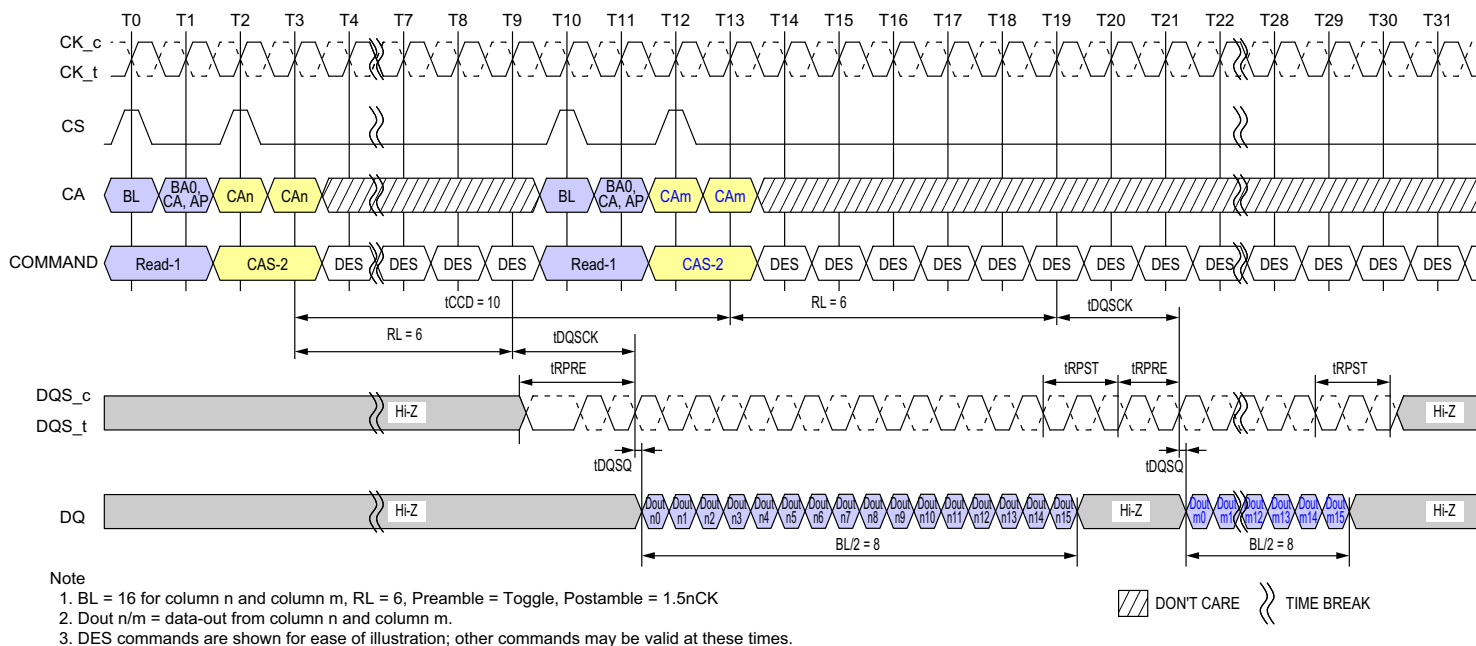 T0 T1 T2 T3 T4 T7 T8 T9 T10 T11 T12 T13 T14 T15 T16 T17 T18 T19 T20 T21 T22 T28 T29 T30 T31
CK_c
CK_t
CS
CA BL BA0, CA, AP CAn CAn BL BA0, CA, AP CAm CAm
COMMAND Read-1 CAS-2 DES DES DES DES Read-1 CAS-2 DES DES DES DES DES DES DES DES DES DES DES DES DES
tCCD = 10 RL = 6 tDQSCK
RL = 6 tDQSCK
tRPRE tRPST tRPRE tRPST
DQS_c
DQS_t Hi-Z Hi-Z
tDQSQ tDQSQ
DQ Hi-Z Dout n0 Dout n1 Dout n2 Dout n3 Dout n4 Dout n5 Dout n6 Dout n7 Dout n8 Dout n9 Dout n10 Dout n11 Dout n12 Dout n13 Dout n14 Dout n15 Hi-Z Dout m0 Dout m1 Dout m12 Dout m13 Dout m14 Dout m15 Hi-Z
BL/2 = 8 BL/2 = 8
Note
1. BL = 16 for column n and column m, RL = 6, Preamble = Toggle, Postamble = 1.5nCK
2. Dout n/m = data-out from column n and column m.
3. DES commands are shown for ease of illustration; other commands may be valid at these times.
DON'T CARE TIME BREAK